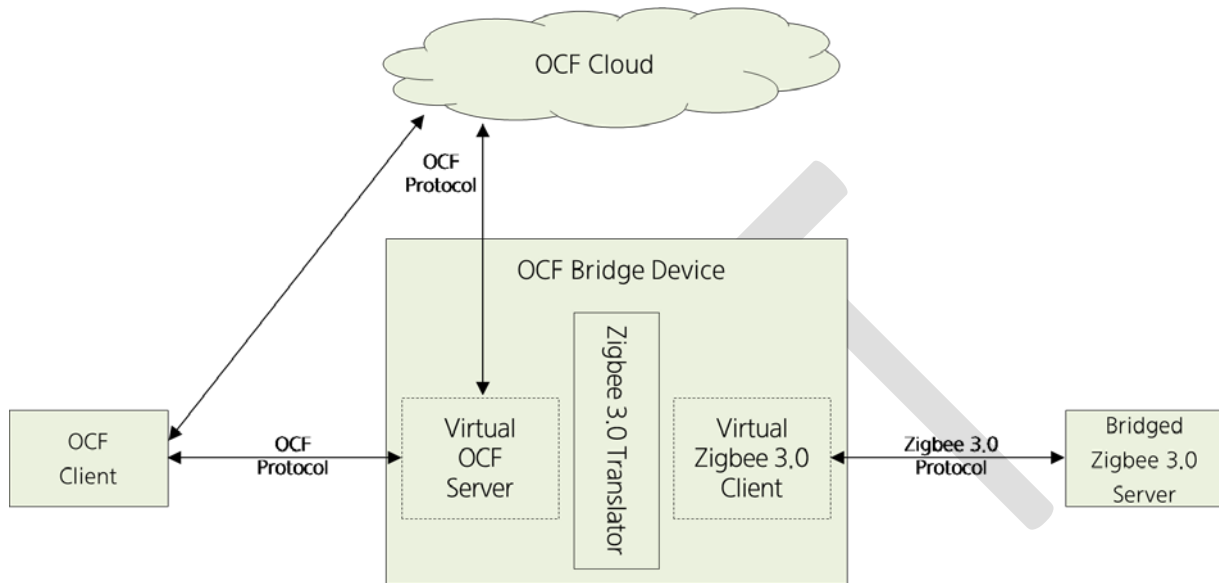 OCF Cloud
OCF
Protocol
OCF Bridge Device
Zigbee 3.0 Translator
OCF
Client
OCF
Protocol
Virtual
OCF
Server
Virtual
Zigbee 3.0
Client
Zigbee 3.0
Protocol
Bridged
Zigbee 3.0
Server